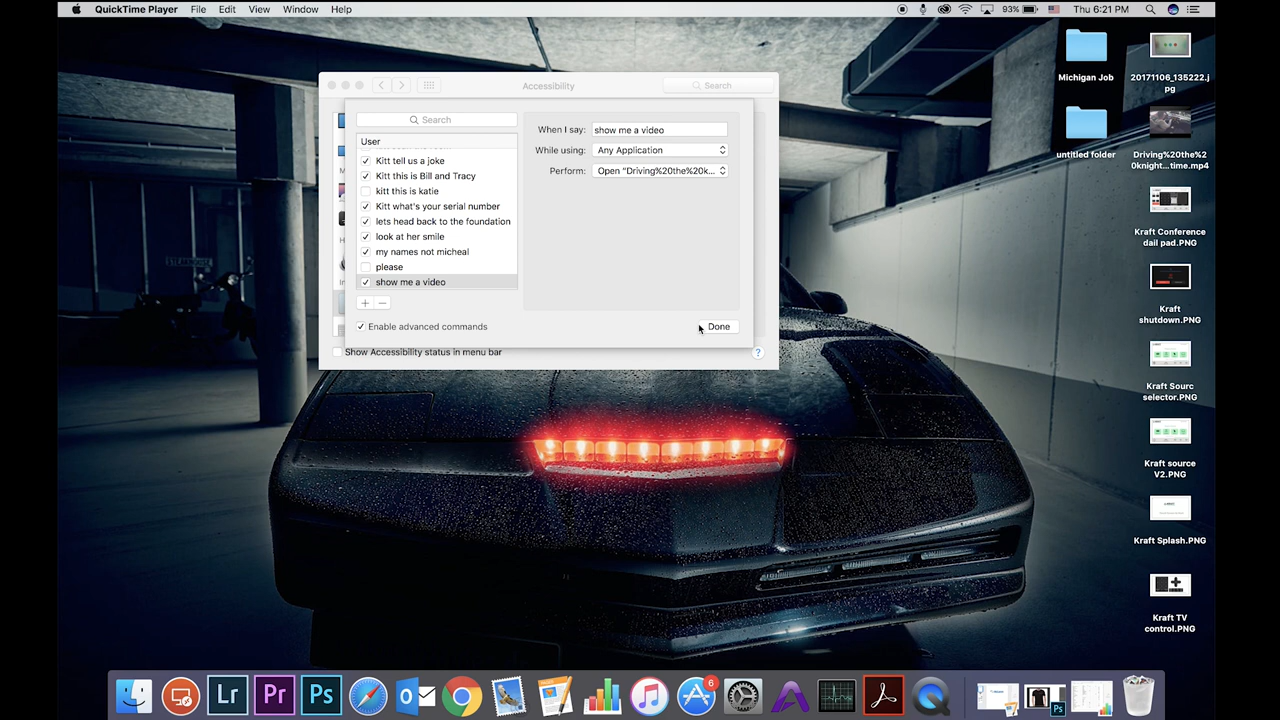 QuickTime Player File Edit View Window Help
93% Thu 6:21 PM
Accessibility
Search
Search
User
Kitt tell us a joke
Kitt this is Bill and Tracy
kitt this is katie
Kitt what's your serial number
lets head back to the foundation
look at her smile
my names not micheal
please
show me a video
+ −
Enable advanced commands
When I say: show me a video
While using: Any Application
Perform: Open "Driving%20the%20k...
Done
Show Accessibility status in menu bar
?
Michigan Job
20171106_135222.j
pg
untitled folder
Driving%20the%2
0knight...time.mp4
Kraft Conference
dail pad.PNG
Kraft
shutdown.PNG
Kraft Sourc
selector.PNG
Kraft source
V2.PNG
Kraft Splash.PNG
Kraft TV
control.PNG
STEAKHOUSE
Lr
Pr
Ps
6
Ps